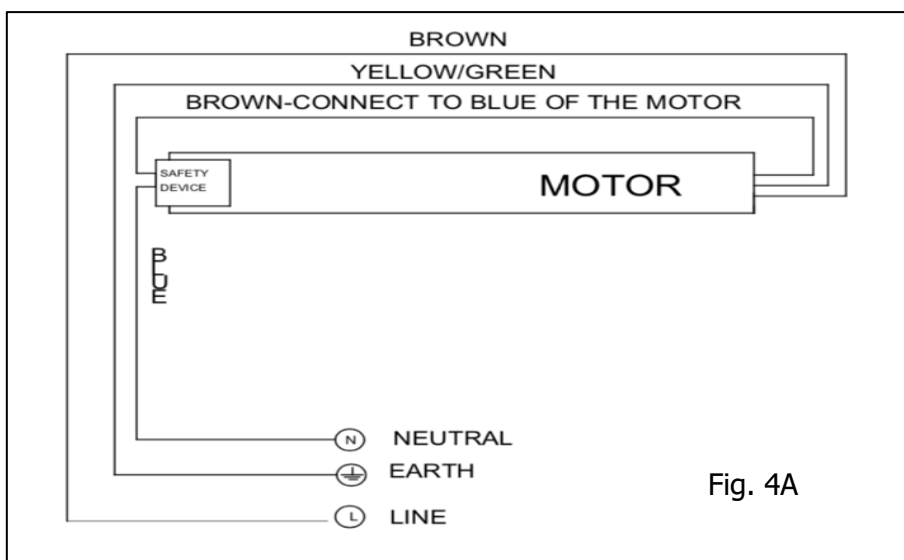 BROWN
YELLOW/GREEN
BROWN-CONNECT TO BLUE OF THE MOTOR
SAFETY
DEVICE
MOTOR
BLUE
N NEUTRAL
EARTH
L LINE
Fig. 4A